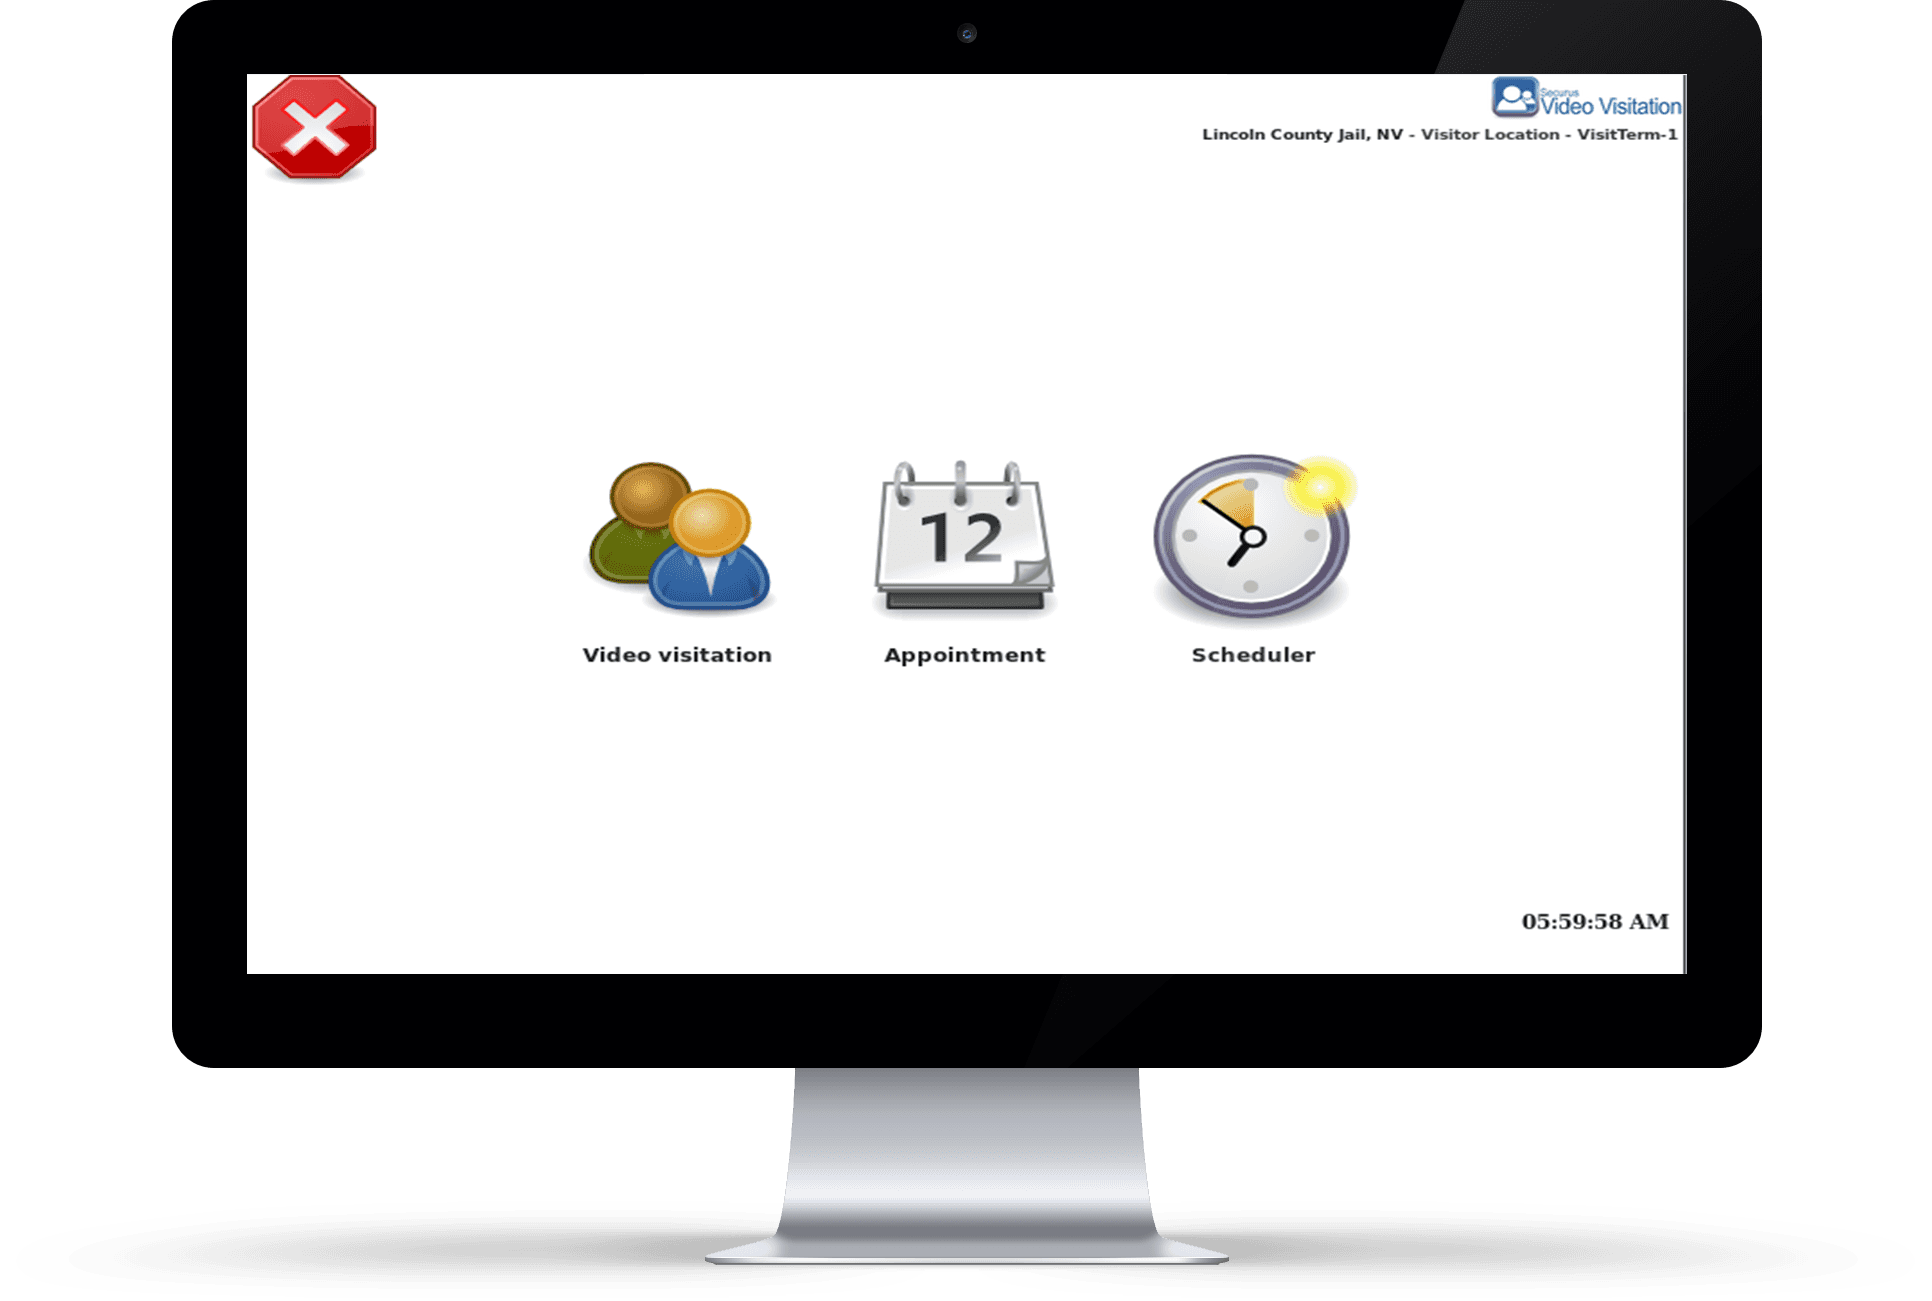 Securus
Video Visitation
Lincoln County Jail, NV - Visitor Location - VisitTerm-1
12
Video visitation
Appointment
Scheduler
05:59:58 AM